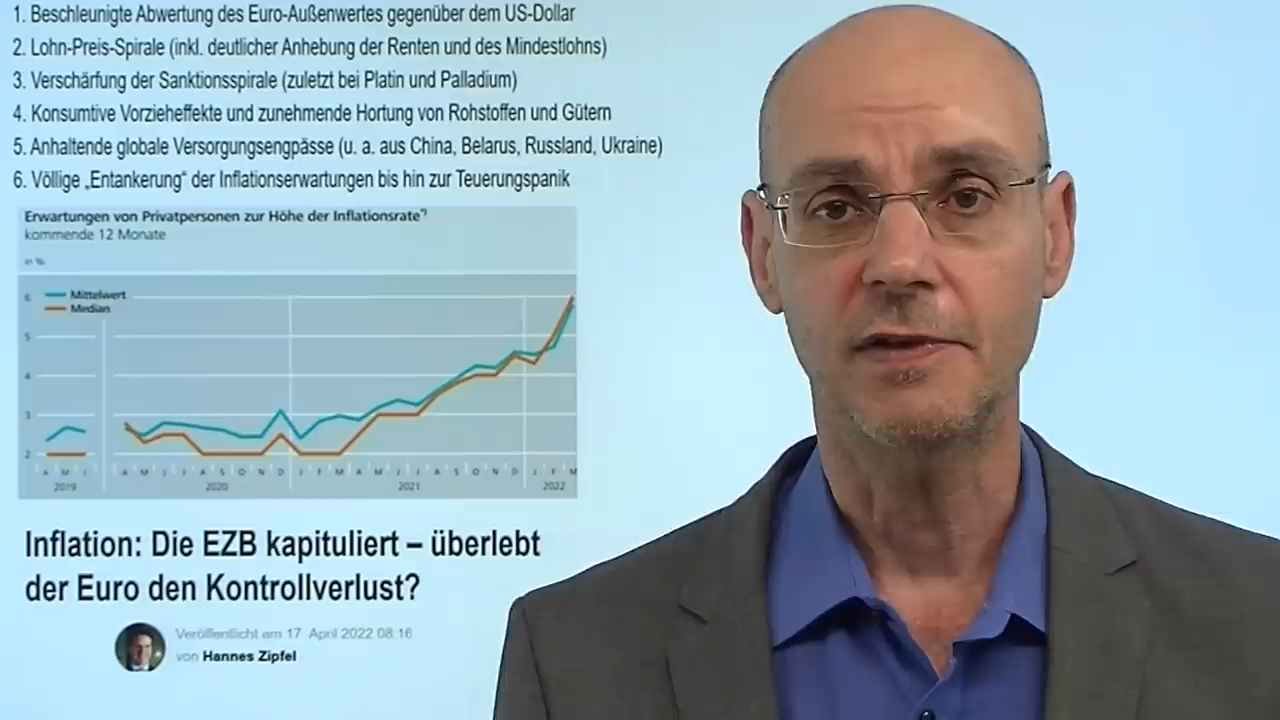 1. Beschleunigte Abwertung des Euro-Außenwertes gegenüber dem US-Dollar
2. Lohn-Preis-Spirale (inkl. deutlicher Anhebung der Renten und des Mindestlohns)
3. Verschärfung der Sanktionsspirale (zuletzt bei Platin und Palladium)
4. Konsumtive Vorzieheffekte und zunehmende Hortung von Rohstoffen und Gütern
5. Anhaltende globale Versorgungsengpässe (u. a. aus China, Belarus, Russland, Ukraine)
6. Völlige „Entankerung“ der Inflationserwartungen bis hin zur Teuerungspanik
Erwartungen von Privatpersonen zur Höhe der Inflationsrate*)
kommende 12 Monate
in %
6
Mittelwert
Median
5
4
3
2
A M J A M J J A S O N D J F M A M J J A S O N D J F M
2019 2020 2021 2022
Inflation: Die EZB kapituliert – überlebt
der Euro den Kontrollverlust?
Veröffentlicht am 17. April 2022 08:16
von Hannes Zipfel